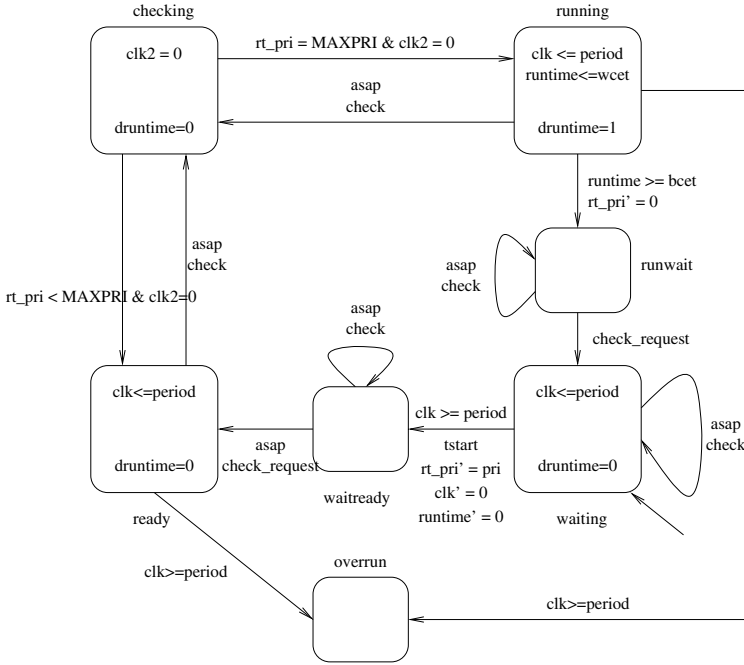 checking
running
clk2 = 0
rt_pri = MAXPRI & clk2 = 0
clk <= period
runtime<=wcet
asap
check
druntime=0
druntime=1
runtime >= bcet
rt_pri' = 0
asap
check
asap
check
runwait
rt_pri < MAXPRI & clk2=0
asap
check
check_request
clk<=period
clk >= period
clk<=period
asap
check
asap
check_request
tstart
rt_pri' = pri
clk' = 0
runtime' = 0
druntime=0
druntime=0
ready
waitready
waiting
overrun
clk>=period
clk>=period